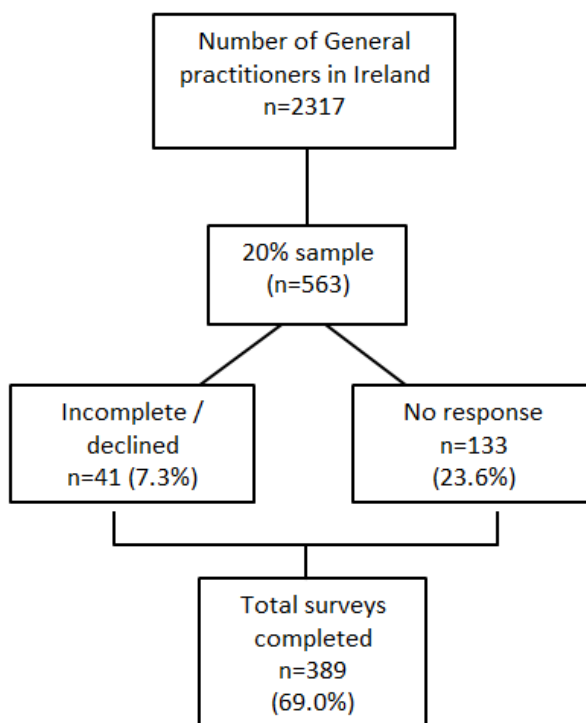 Number of General
practitioners in Ireland
n=2317
20% sample
(n=563)
Incomplete /
declined
n=41 (7.3%)
No response
n=133
(23.6%)
Total surveys
completed
n=389
(69.0%)